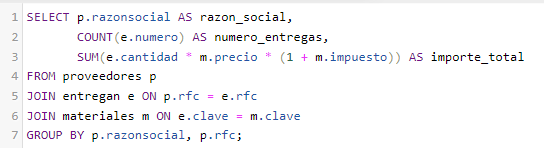 1 SELECT p.razonsocial AS razon_social,
2        COUNT(e.numero) AS numero_entregas,
3        SUM(e.cantidad * m.precio * (1 + m.impuesto)) AS importe_total
4 FROM proveedores p
5 JOIN entregan e ON p.rfc = e.rfc
6 JOIN materiales m ON e.clave = m.clave
7 GROUP BY p.razonsocial, p.rfc;